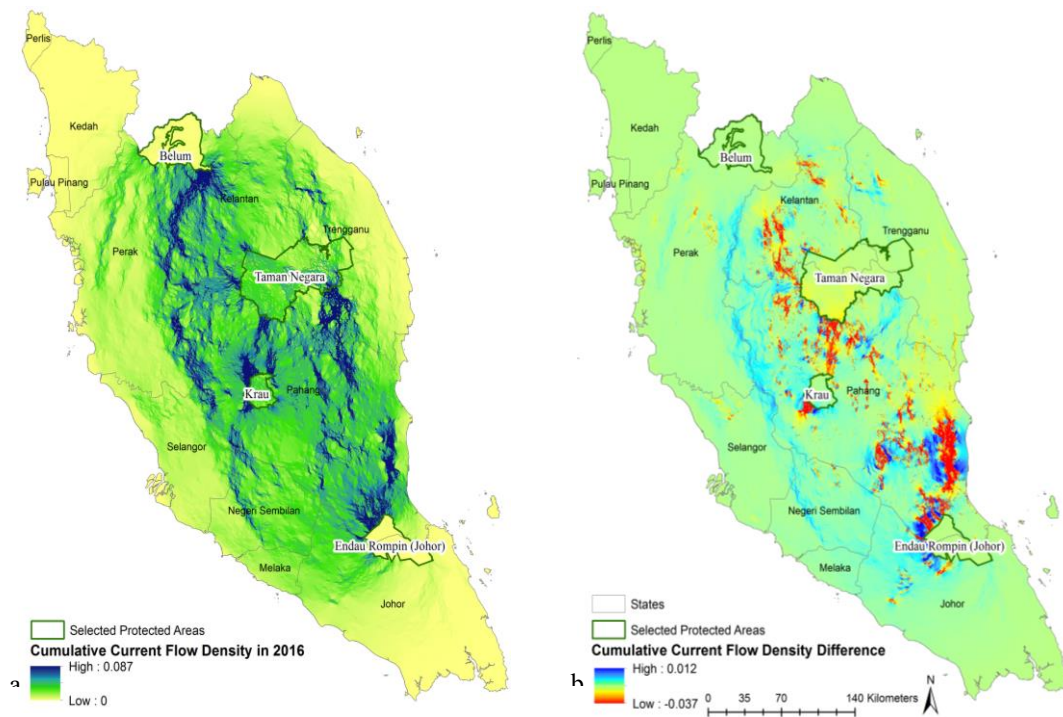 Perlis
Kedah
Belum
Pulau Pinang
Kelantan
Perak
Trengganu
Taman Negara
Krau
Pahang
Selangor
Negeri Sembilan
Endau Rompin (Johor)
Melaka
Johor
Selected Protected Areas
Cumulative Current Flow Density in 2016
High : 0.087
Low : 0
a
Perlis
Kedah
Belum
Pulau Pinang
Kelantan
Perak
Trengganu
Taman Negara
Krau
Pahang
Selangor
Negeri Sembilan
Endau Rompin (Johor)
Melaka
Johor
States
Selected Protected Areas
Cumulative Current Flow Density Difference
High : 0.012
Low : -0.037
0 35 70 140 Kilometers
N
b